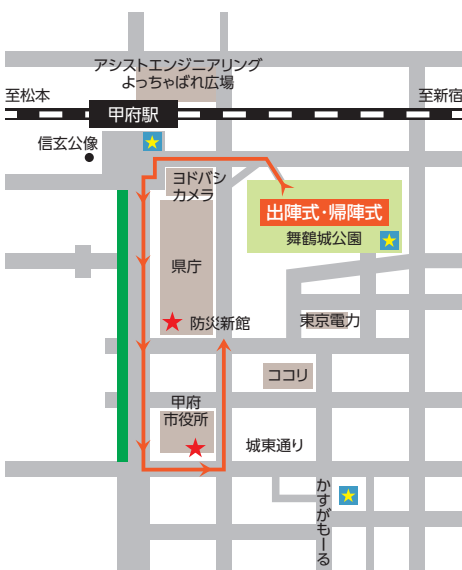 アシストエンジニアリング
よっちゃばれ広場
至松本
至新宿
甲府駅
信玄公像
ヨドバシ
カメラ
出陣式・帰陣式
舞鶴城公園
県庁
防災新館
東京電力
ココリ
甲府
市役所
城東通り
かすがもーる